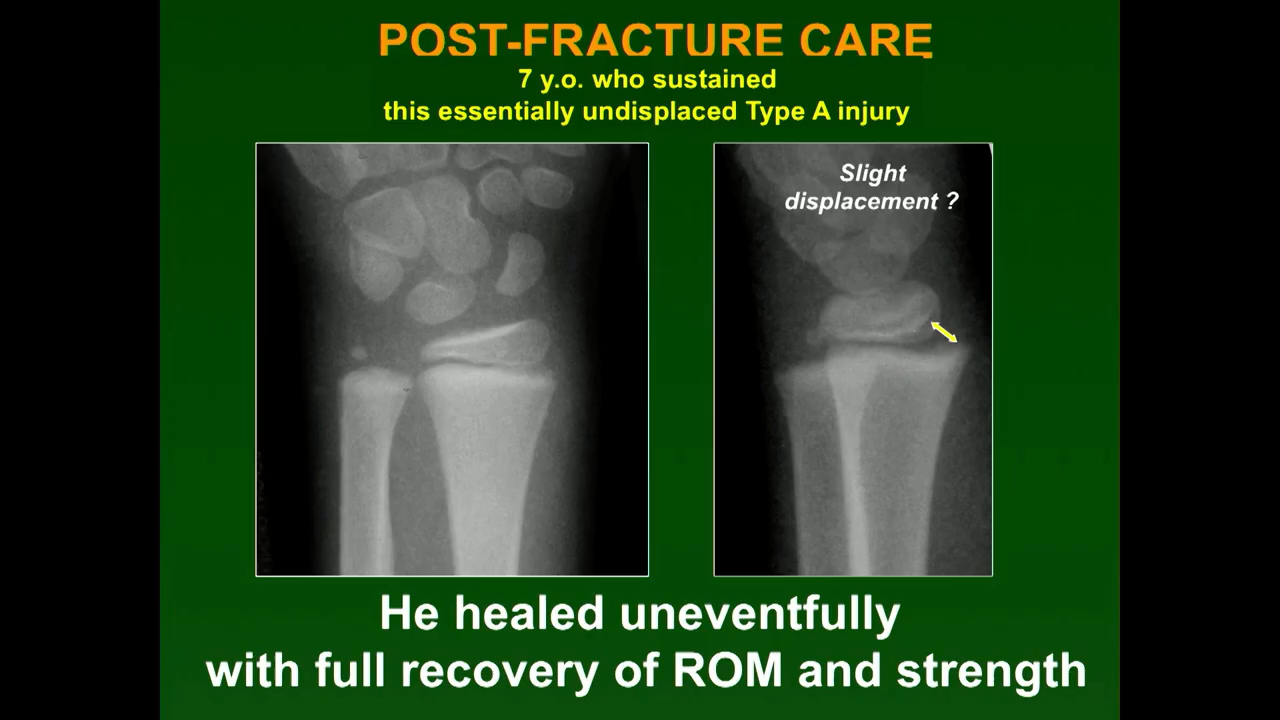 POST-FRACTURE CARE
7 y.o. who sustained
this essentially undisplaced Type A injury
Slight
displacement ?
He healed uneventfully
with full recovery of ROM and strength